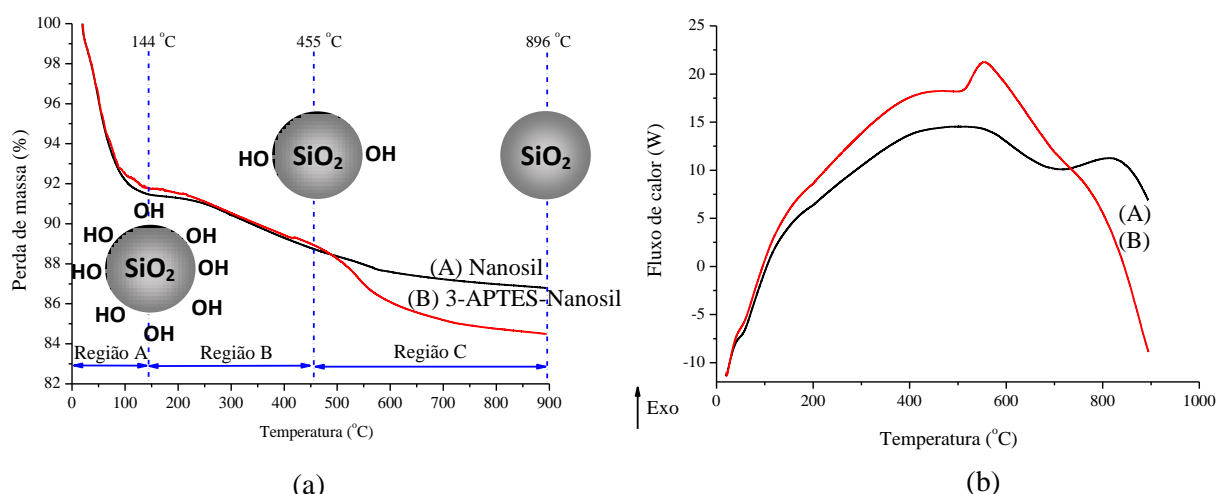 100
98
96
94
92
90
88
86
84
82
Perda de massa (%)
144 °C
455 °C
896 °C
HO
SiO₂
OH
SiO₂
OH
HO
OH
HO
SiO₂
OH
HO
OH
OH
(A) Nanosil
(B) 3-APTES-Nanosil
Região A
Região B
Região C
0 100 200 300 400 500 600 700 800 900
Temperatura (°C)
(a)
25
20
15
10
5
0
-5
-10
Fluxo de calor (W)
(A)
(B)
Exo
0 200 400 600 800 1000
Temperatura (°C)
(b)